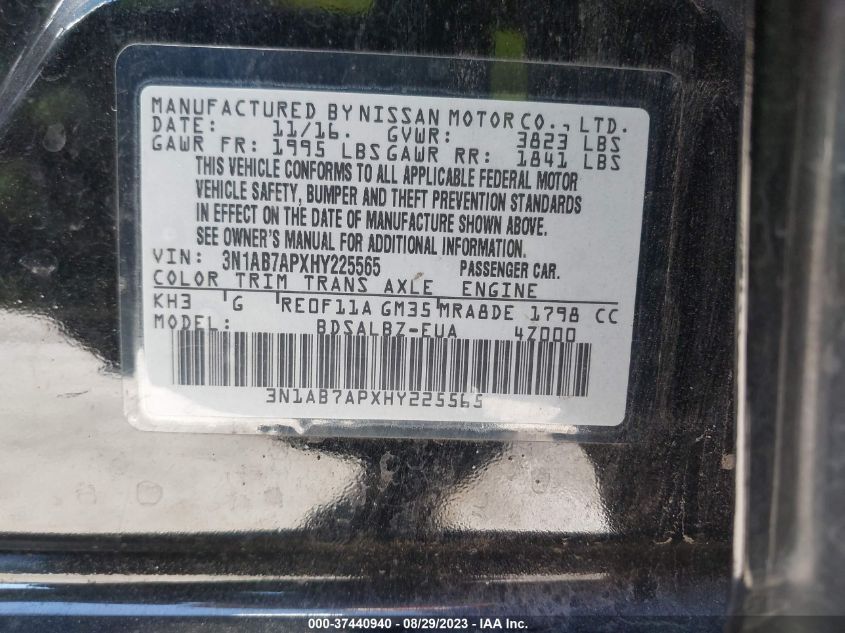 MANUFACTURED BY NISSAN MOTOR CO., LTD.
DATE: 11/16. GVWR: 3823 LBS
GAWR FR: 1995 LBS GAWR RR: 1841 LBS
THIS VEHICLE CONFORMS TO ALL APPLICABLE FEDERAL MOTOR
VEHICLE SAFETY, BUMPER AND THEFT PREVENTION STANDARDS
IN EFFECT ON THE DATE OF MANUFACTURE SHOWN ABOVE.
SEE OWNER'S MANUAL FOR ADDITIONAL INFORMATION.
VIN: 3N1AB7APXHY225565 PASSENGER CAR.
COLOR TRIM TRANS AXLE ENGINE
KH3 G RE0F11A GM35 MRA8DE 1798 CC
MODEL: BDSALBZ-EUA 4Z000
3N1AB7APXHY225565
000-37440940 - 08/29/2023 - IAA Inc.